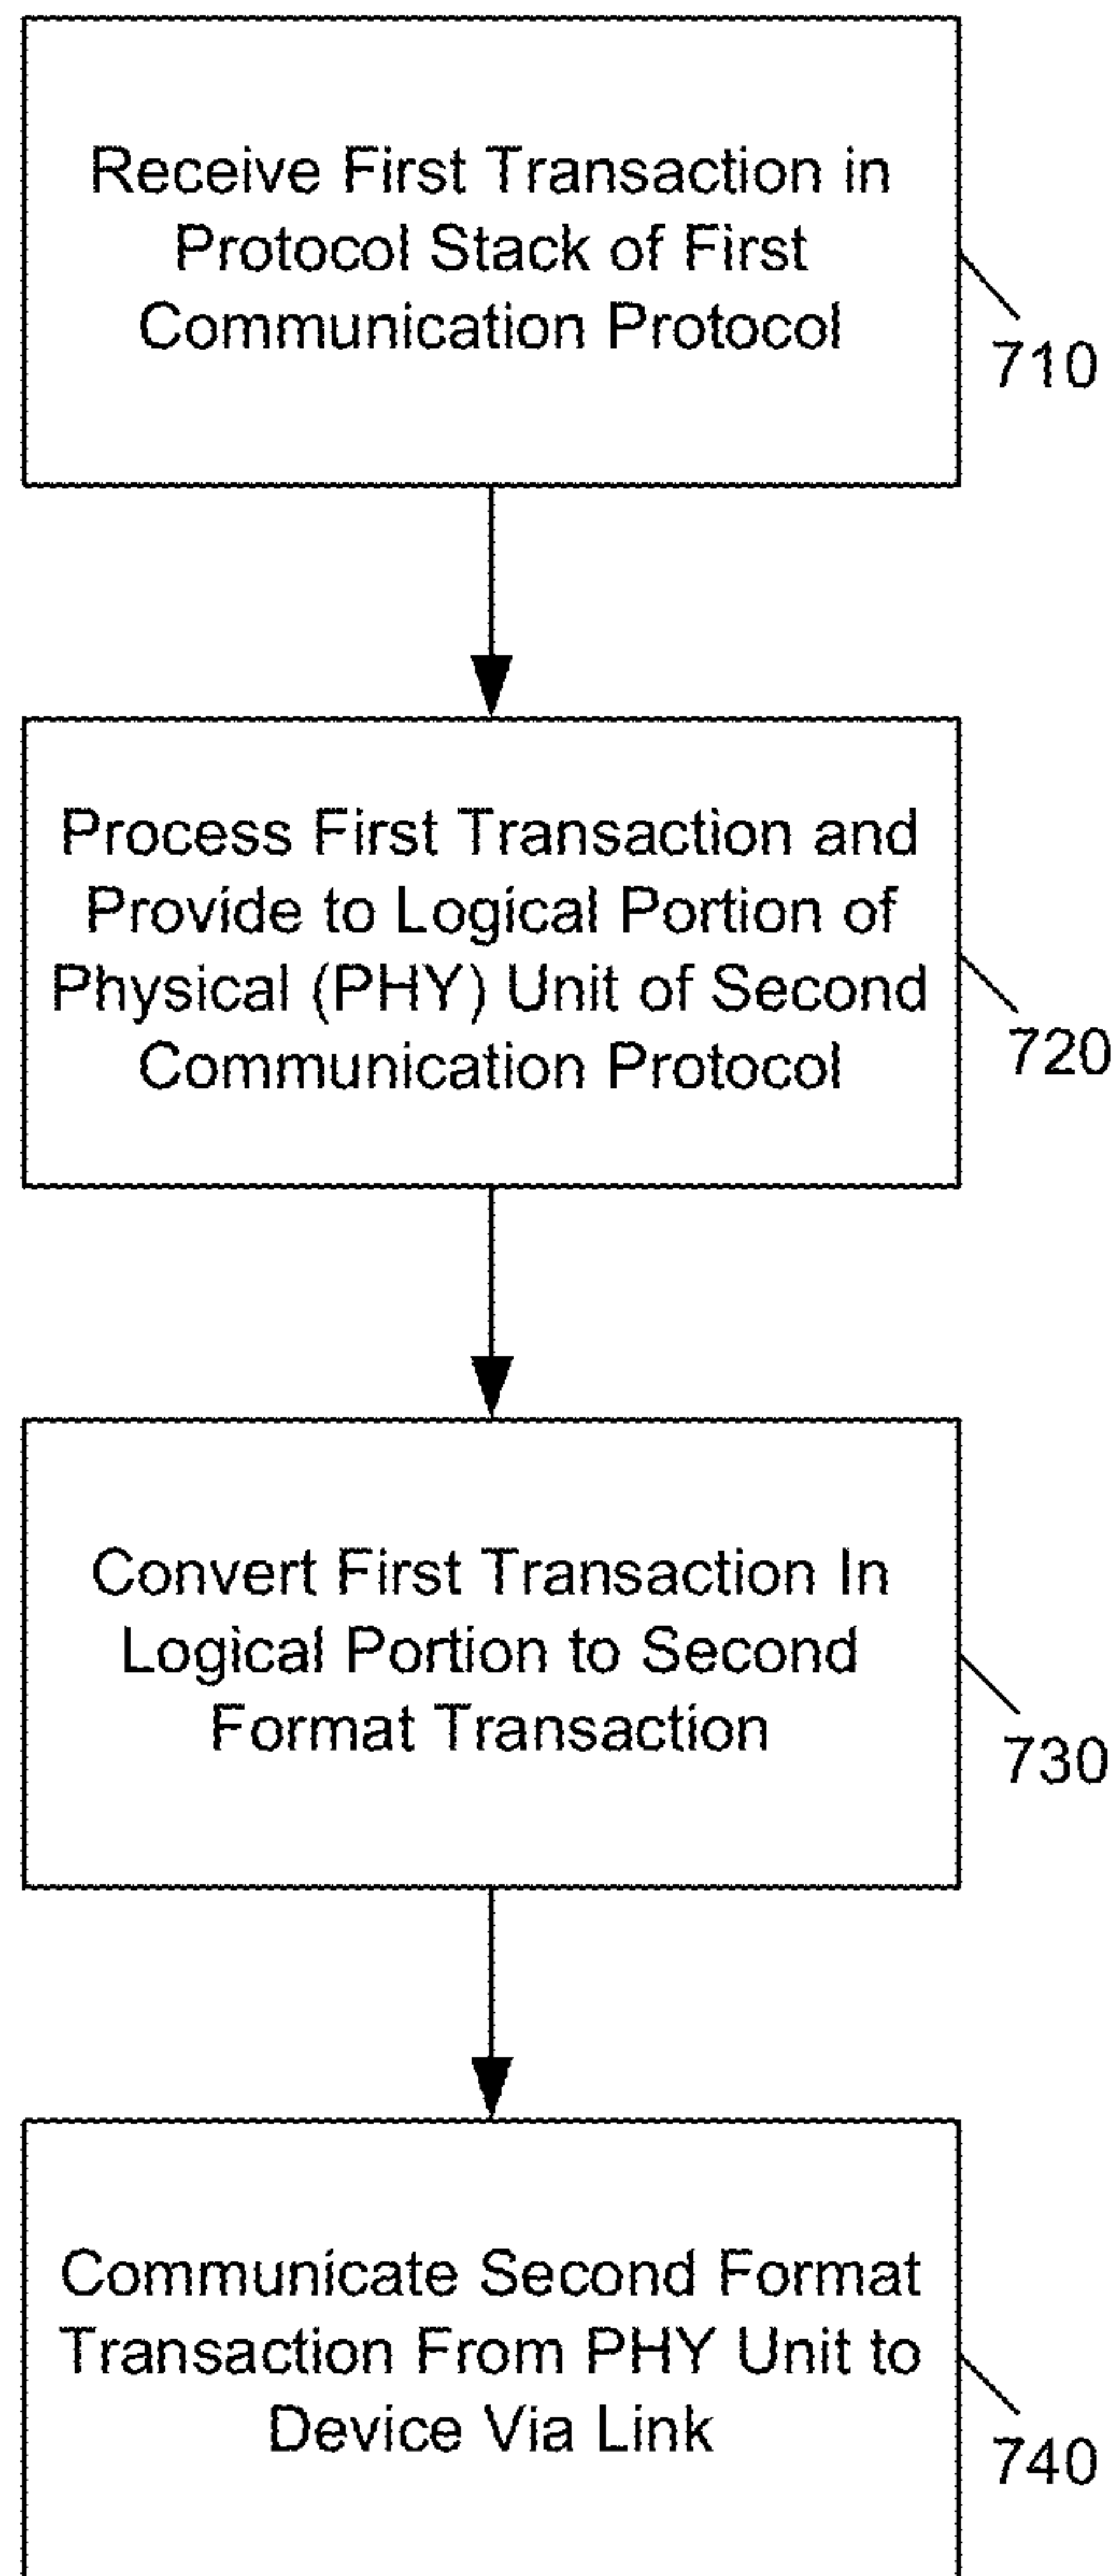 Receive First Transaction in
Protocol Stack of First
Communication Protocol
710
Process First Transaction and
Provide to Logical Portion of
Physical (PHY) Unit of Second
Communication Protocol
720
Convert First Transaction In
Logical Portion to Second
Format Transaction
730
Communicate Second Format
Transaction From PHY Unit to
Device Via Link
740